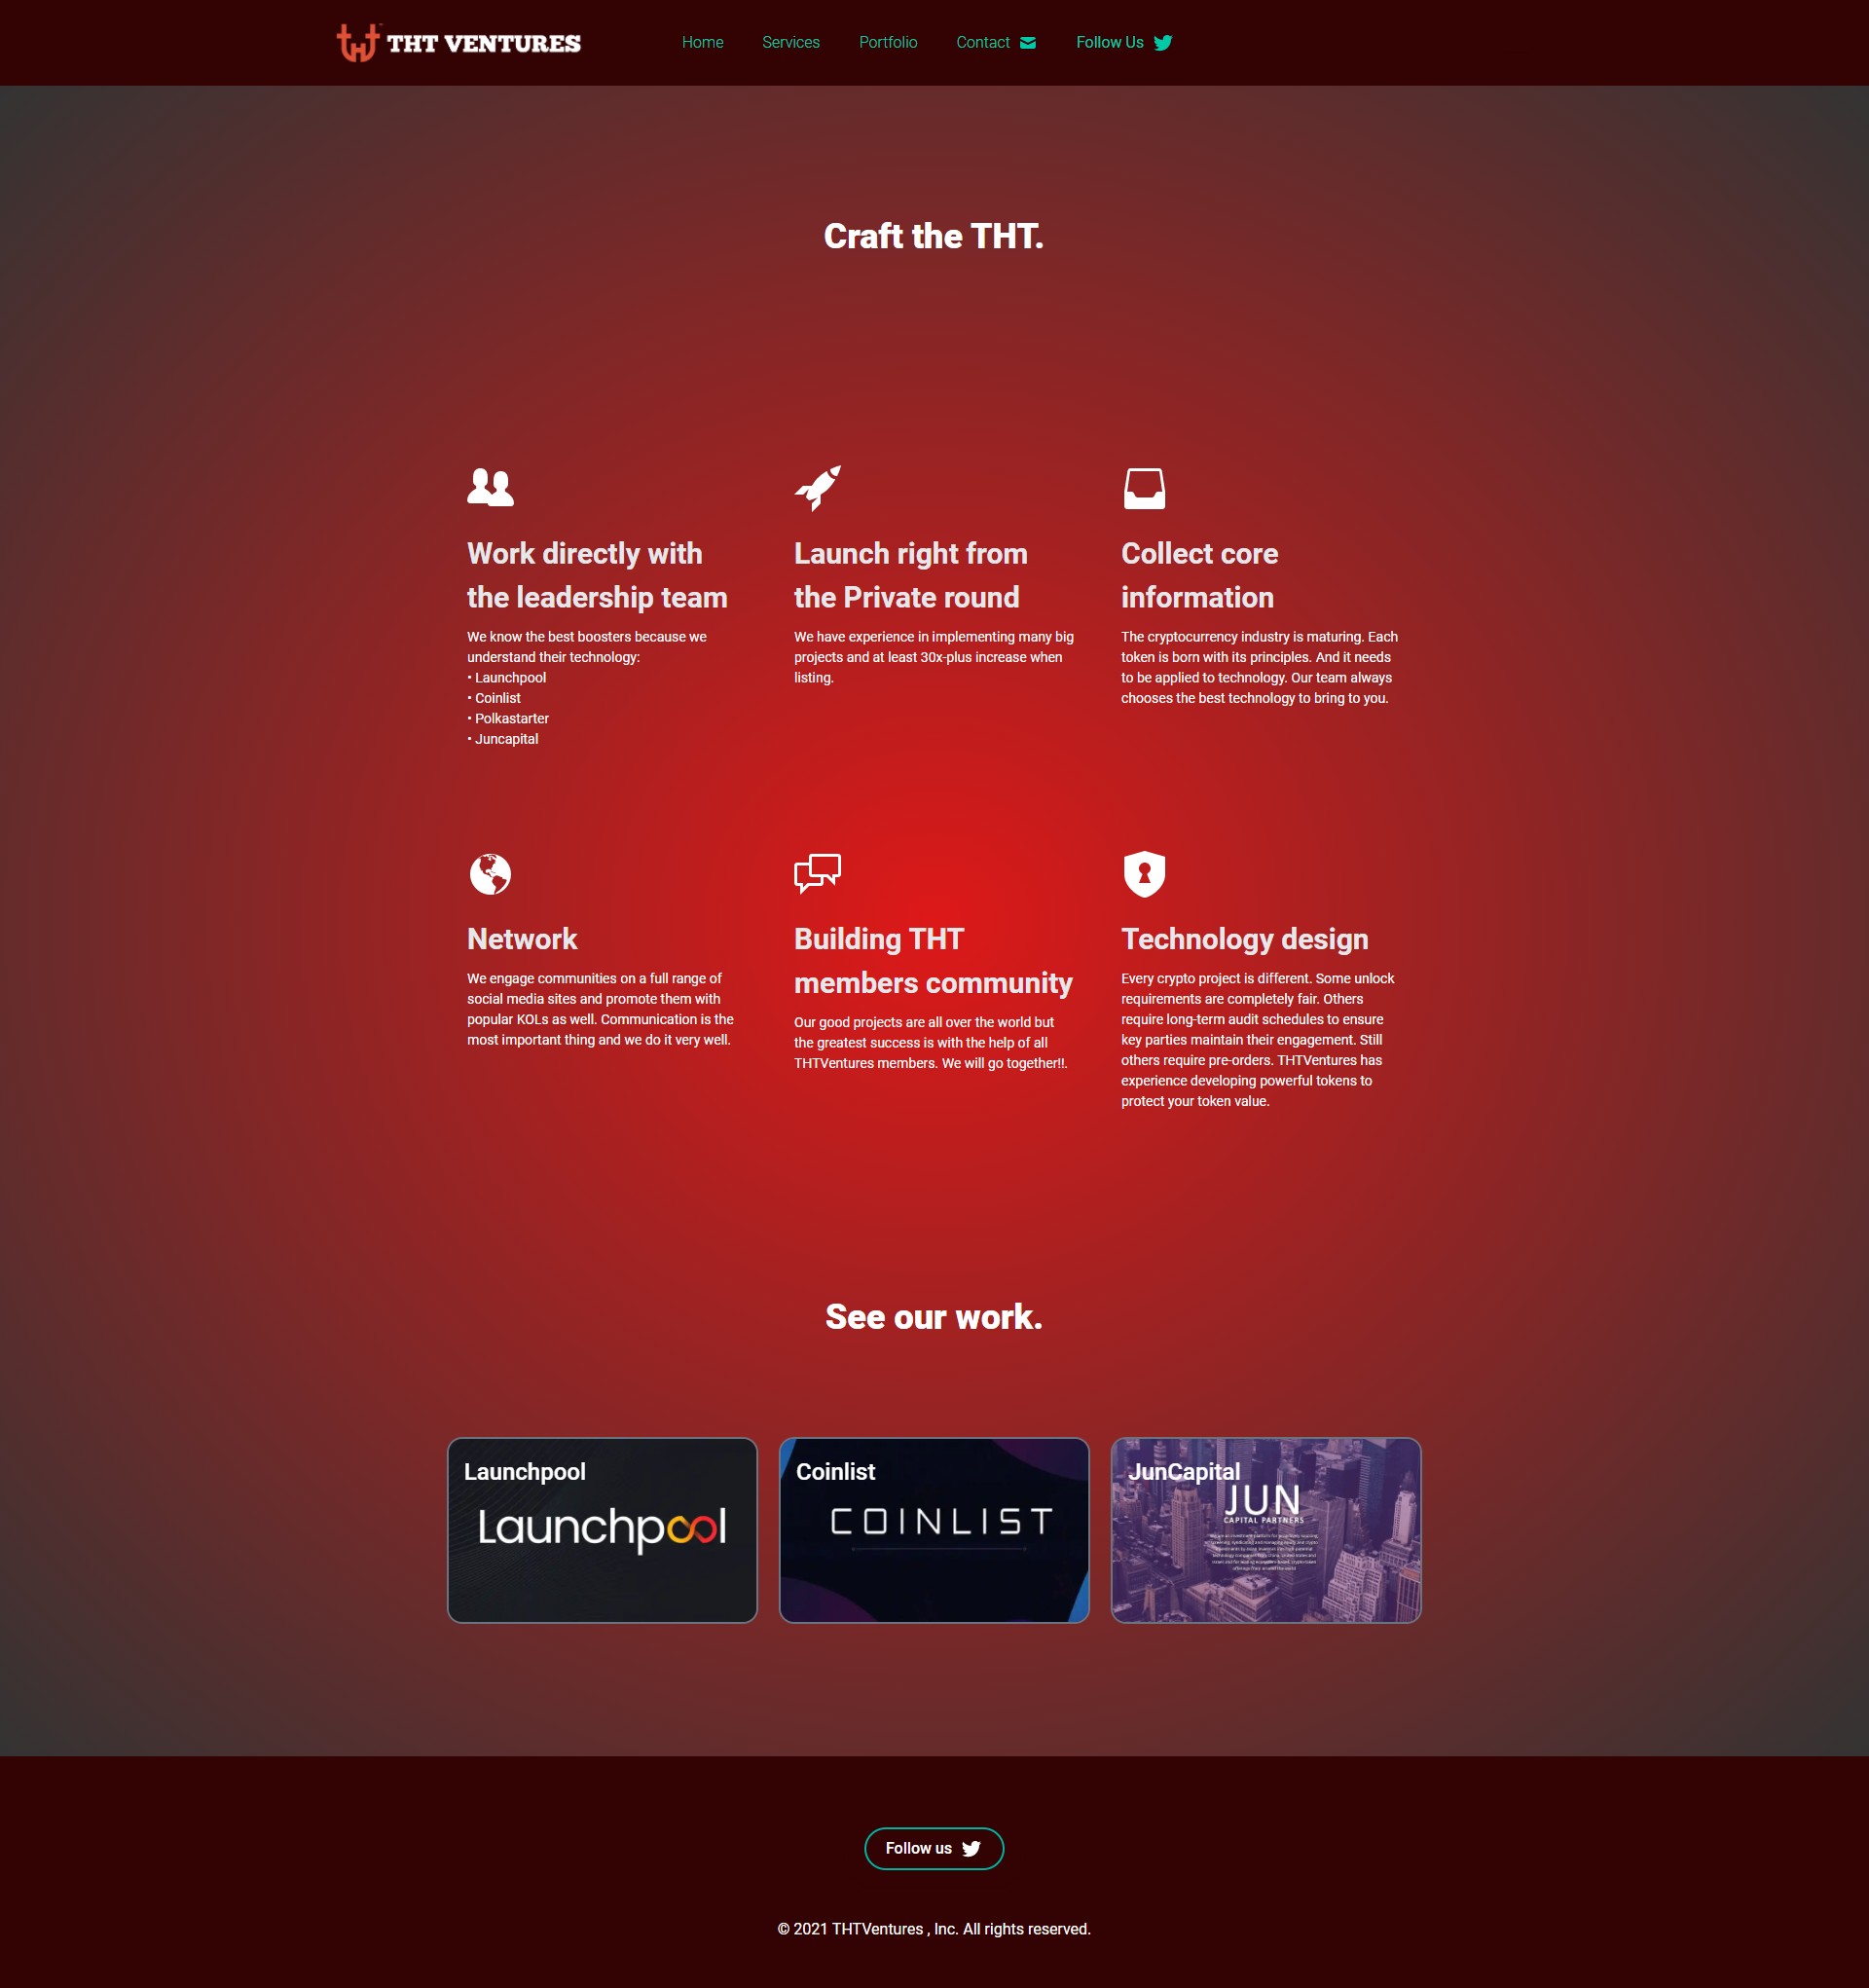 THT VENTURES
Home Services Portfolio Contact Follow Us
Craft the THT.
Work directly with
the leadership team
We know the best boosters because we
understand their technology:
• Launchpool
• Coinlist
• Polkastarter
• Juncapital
Launch right from
the Private round
We have experience in implementing many big
projects and at least 30x-plus increase when
listing.
Collect core
information
The cryptocurrency industry is maturing. Each
token is born with its principles. And it needs
to be applied to technology. Our team always
chooses the best technology to bring to you.
Network
We engage communities on a full range of
social media sites and promote them with
popular KOLs as well. Communication is the
most important thing and we do it very well.
Building THT
members community
Our good projects are all over the world but
the greatest success is with the help of all
THTVentures members. We will go together!!.
Technology design
Every crypto project is different. Some unlock
requirements are completely fair. Others
require long-term audit schedules to ensure
key parties maintain their engagement. Still
others require pre-orders. THTVentures has
experience developing powerful tokens to
protect your token value.
See our work.
Launchpool
Launchpool
Coinlist
COINLIST
JunCapital
JUN
CAPITAL PARTNERS
Follow us
© 2021 THTVentures , Inc. All rights reserved.